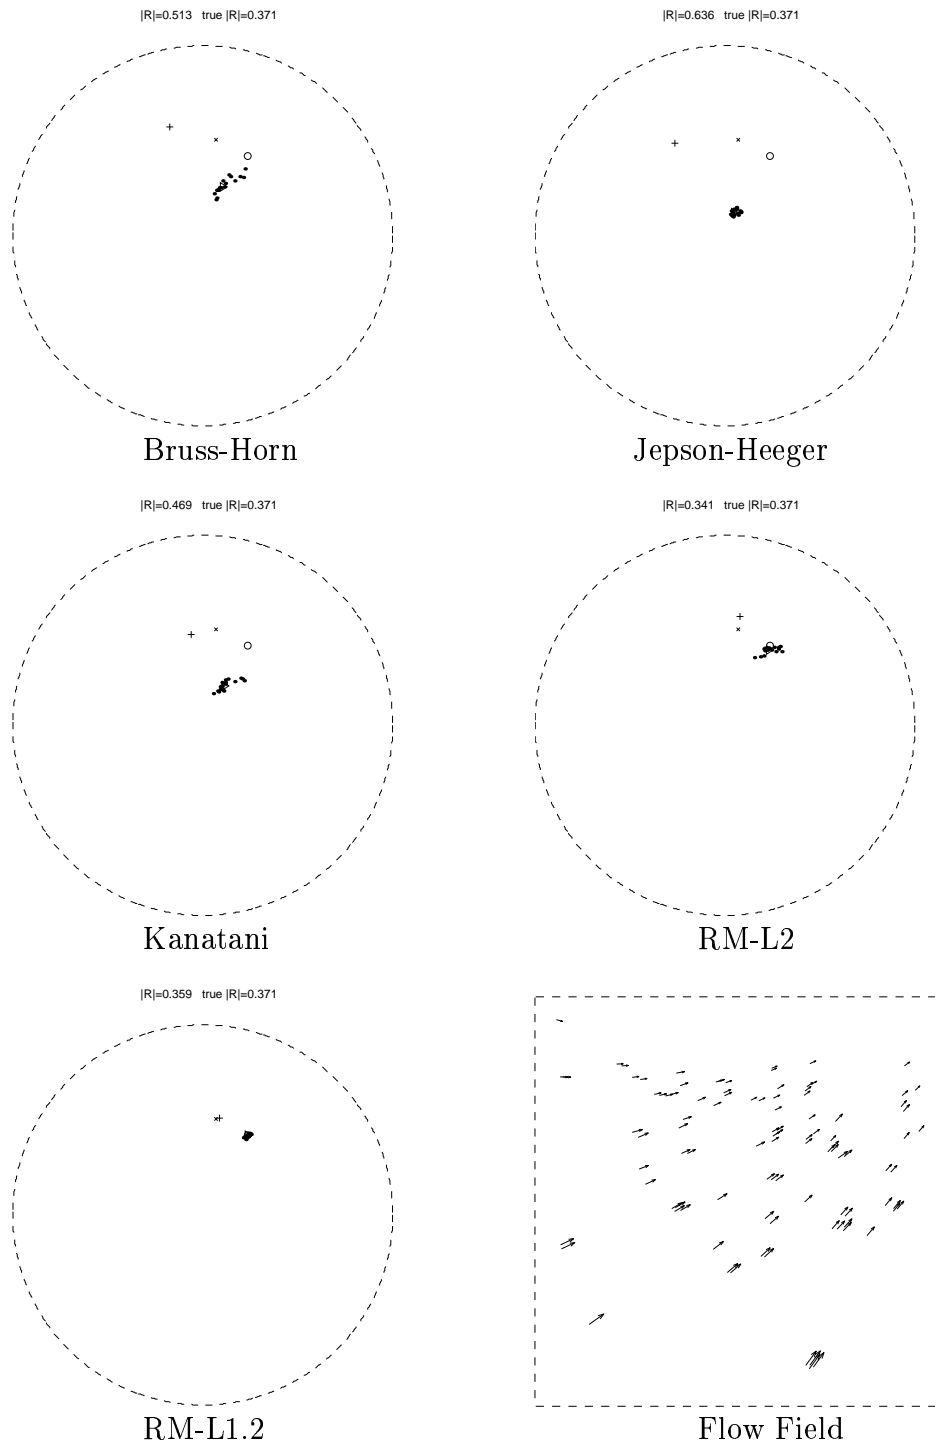 |R|=0.513 true |R|=0.371
|R|=0.636 true |R|=0.371
Bruss-Horn
Jepson-Heeger
|R|=0.469 true |R|=0.371
|R|=0.341 true |R|=0.371
Kanatani
RM-L2
|R|=0.359 true |R|=0.371
RM-L1.2
Flow Field